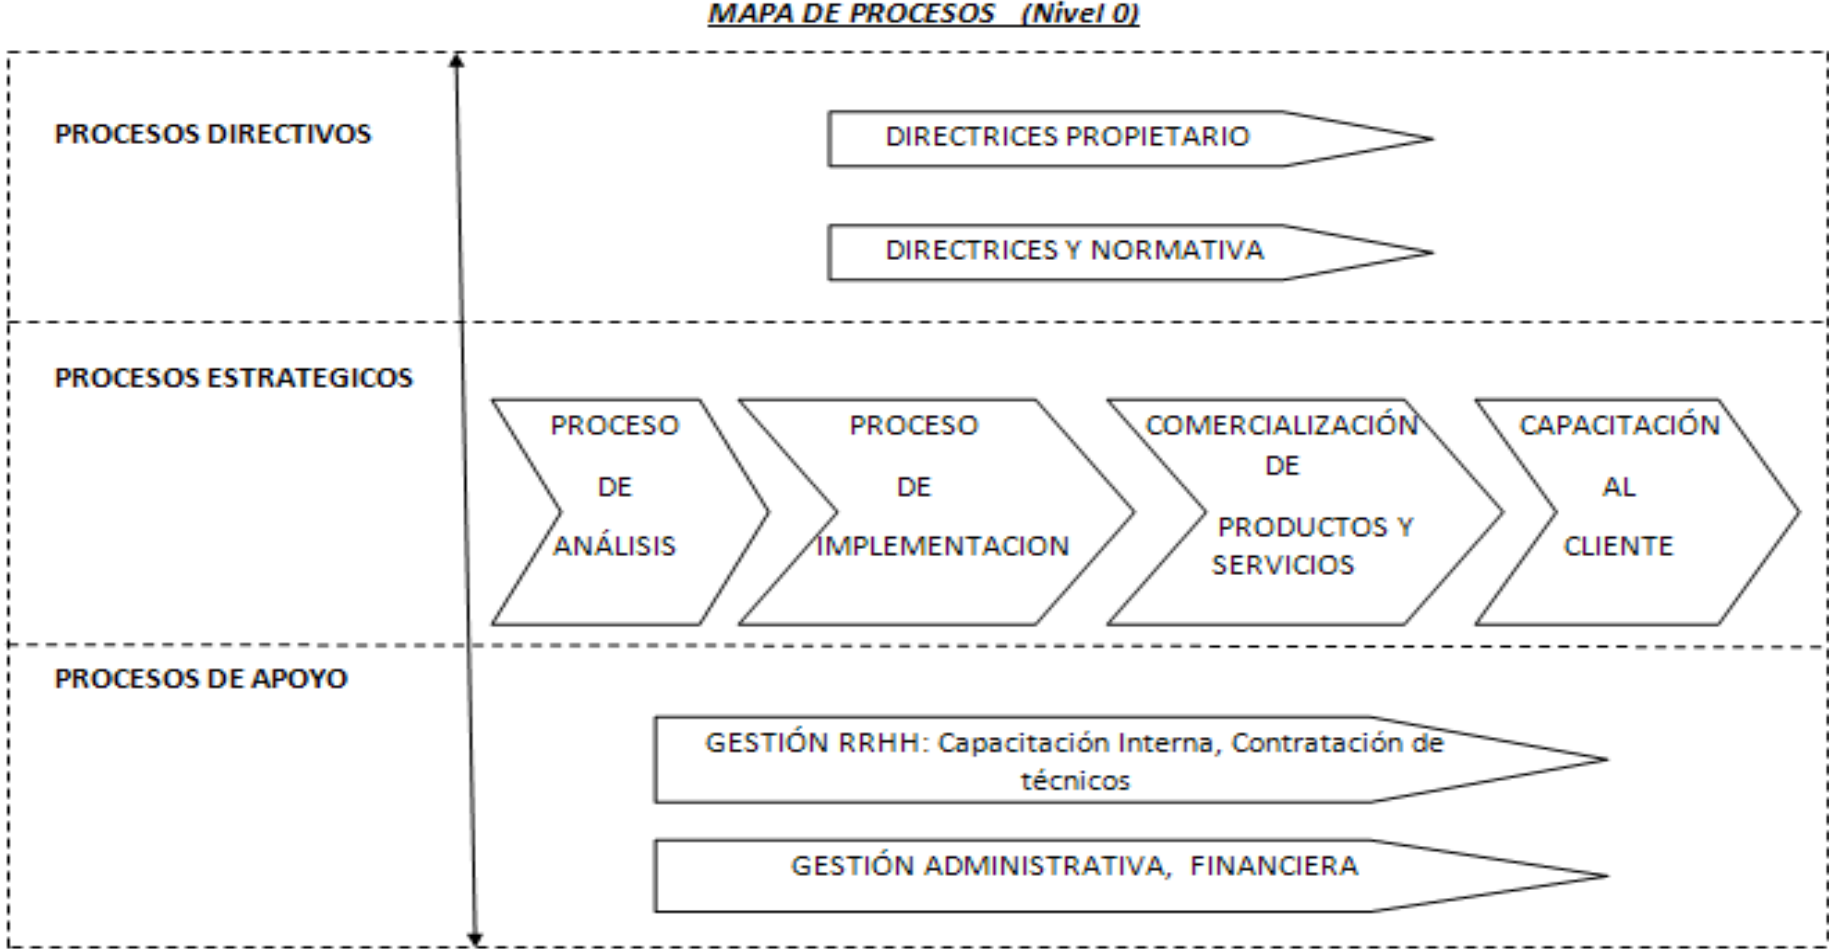 MAPA DE PROCESOS (Nivel 0)
PROCESOS DIRECTIVOS
DIRECTRICES PROPIETARIO
DIRECTRICES Y NORMATIVA
PROCESOS ESTRATEGICOS
PROCESO
DE
ANÁLISIS
PROCESO
DE
IMPLEMENTACION
COMERCIALIZACIÓN
DE
PRODUCTOS Y
SERVICIOS
CAPACITACIÓN
AL
CLIENTE
PROCESOS DE APOYO
GESTIÓN RRHH: Capacitación Interna, Contratación de
técnicos
GESTIÓN ADMINISTRATIVA, FINANCIERA